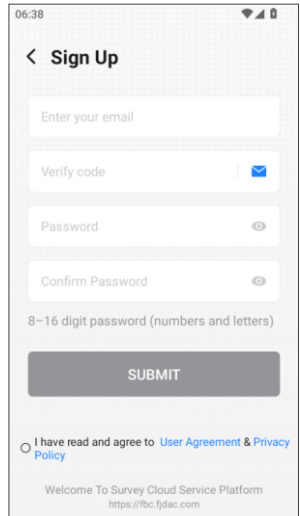 06:38
Sign Up
Enter your email
Verify code
Password
Confirm Password
8–16 digit password (numbers and letters)
SUBMIT
I have read and agree to User Agreement & Privacy
Policy
Welcome To Survey Cloud Service Platform
https://fbc.fjdac.com